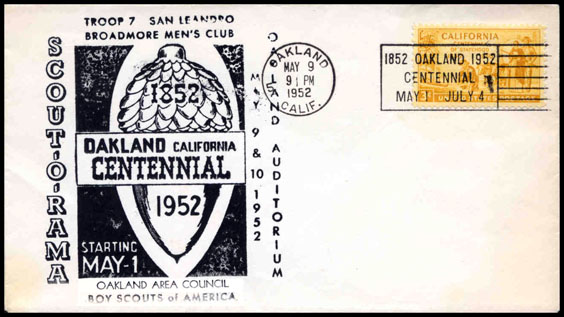 TROOP 7 SAN LEANDRO
BROADMORE MEN'S CLUB
SCOUT-O-RAMA
1852
OAKLAND CALIFORNIA
CENTENNIAL
1952
STARTING
MAY-1
OAKLAND AREA COUNCIL
BOY SCOUTS of AMERICA
MAY 9 & 10 1952
OAKLAND AUDITORIUM
OAKLAND
MAY 9
9 PM
1952
CALIF.
1852 OAKLAND 1952
CENTENNIAL
MAY 1 JULY 4
CALIFORNIA